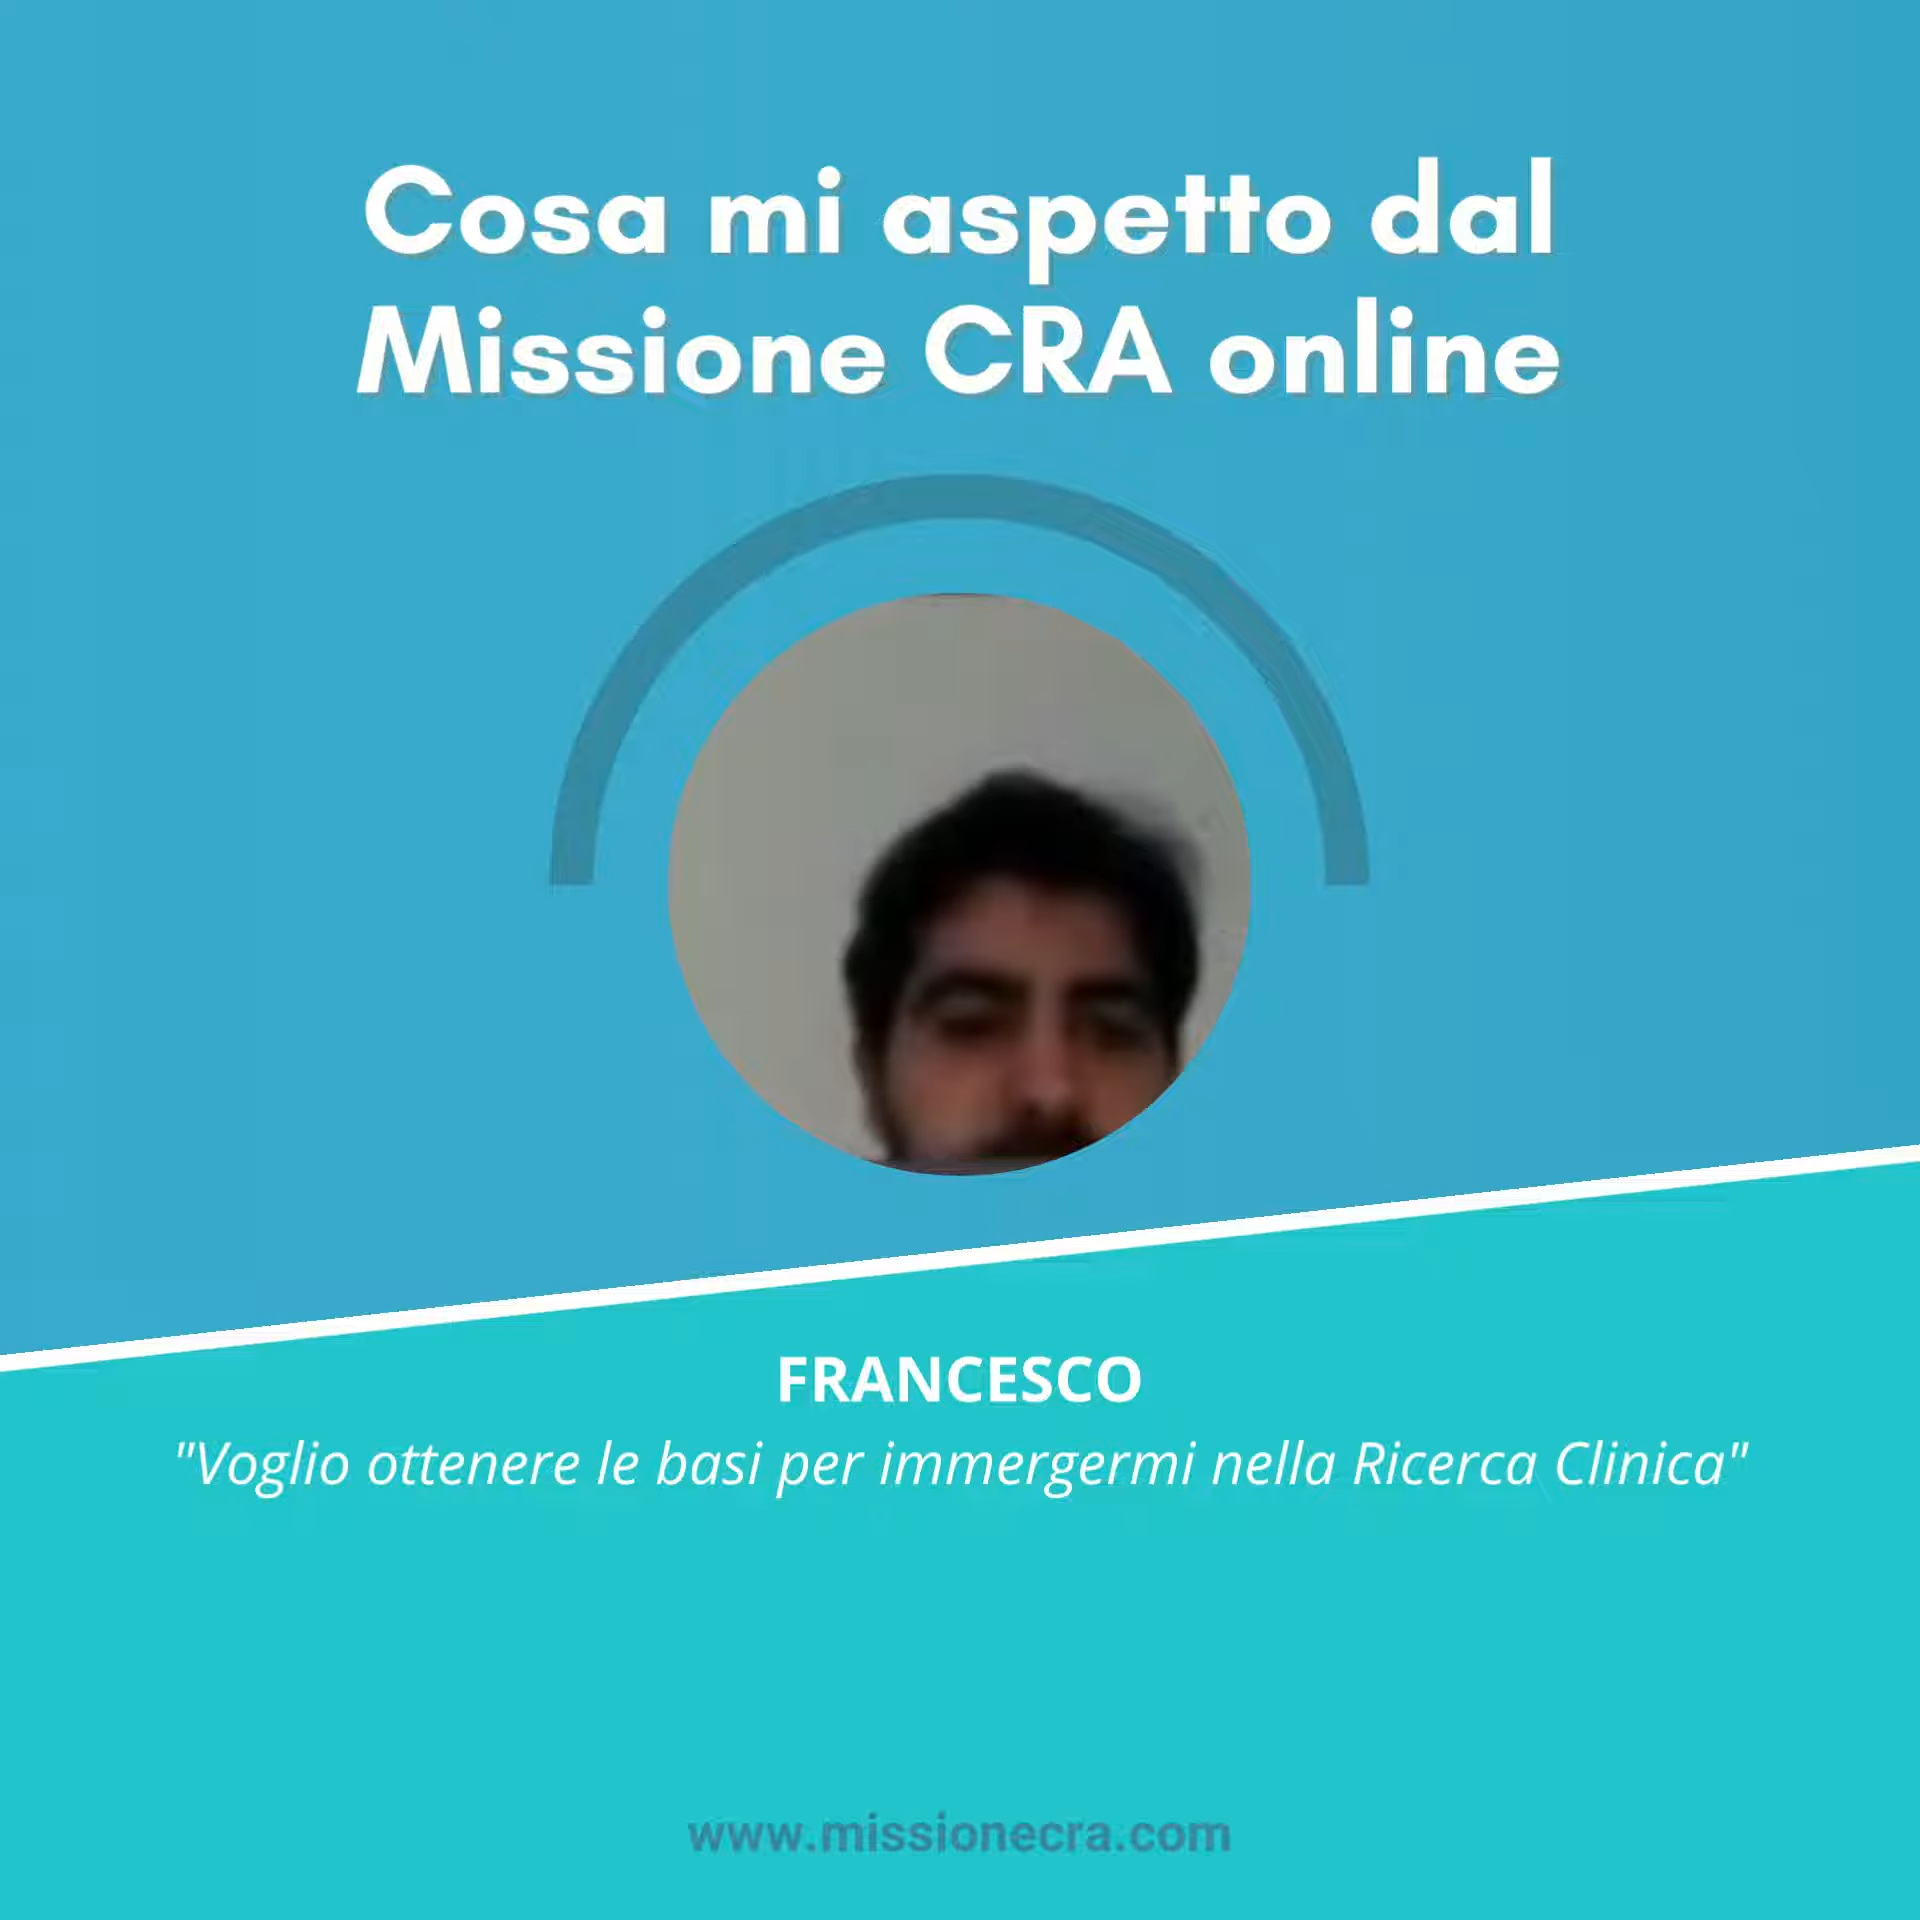 Cosa mi aspetto dal
Missione CRA online
FRANCESCO
"Voglio ottenere le basi per immergermi nella Ricerca Clinica"
www.missionecra.com